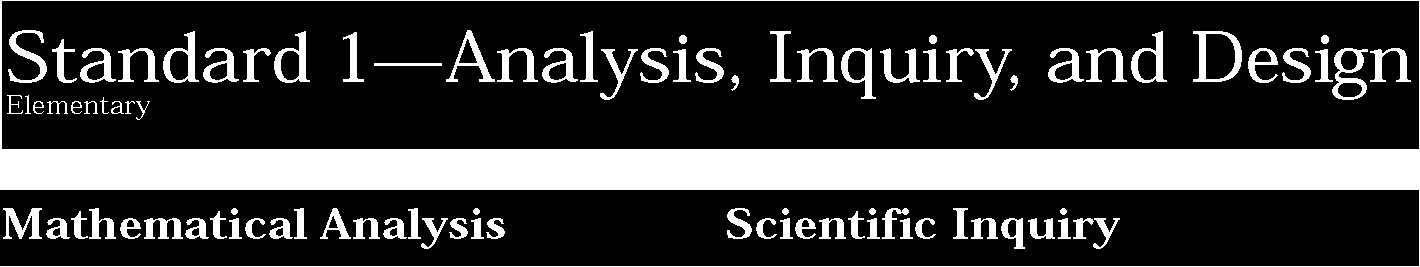 Standard 1—Analysis, Inquiry, and Design
Elementary
Mathematical Analysis
Scientific Inquiry